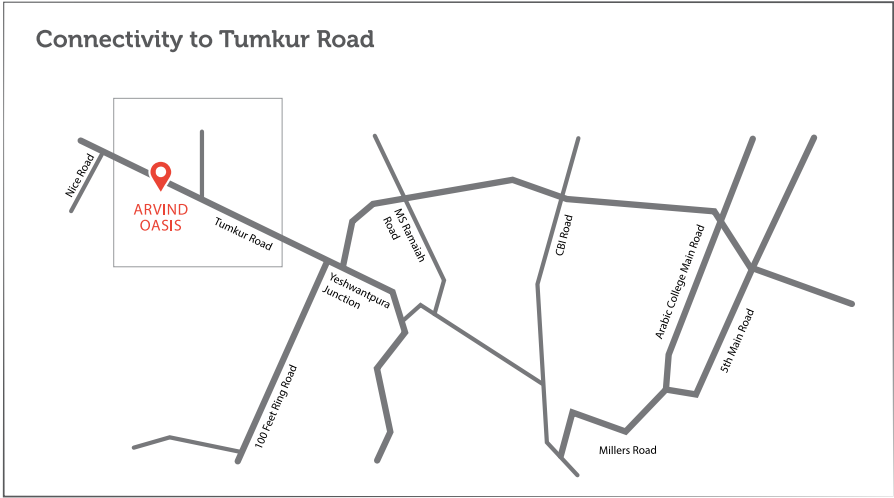 Connectivity to Tumkur Road
Nice Road
ARVIND
OASIS
Tumkur Road
MS Ramaiah
Road
CBI Road
Yeshwantpura
Junction
Arabic College Main Road
5th Main Road
100 Feet Ring Road
Millers Road